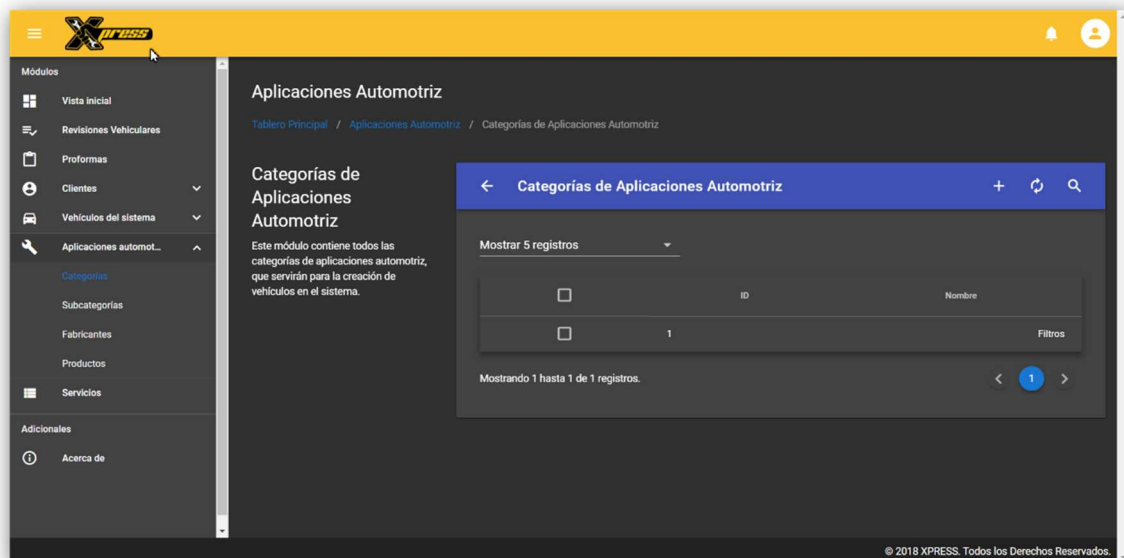 Xpress
Módulos
Vista inicial
Revisiones Vehiculares
Proformas
Clientes
Vehículos del sistema
Aplicaciones automot...
Categorías
Subcategorías
Fabricantes
Productos
Servicios
Adicionales
Acerca de
Aplicaciones Automotriz
Tablero Principal / Aplicaciones Automotriz / Categorías de Aplicaciones Automotriz
Categorías de
Aplicaciones
Automotriz
Este módulo contiene todos las
categorías de aplicaciones automotriz,
que servirán para la creación de
vehículos en el sistema.
Categorías de Aplicaciones Automotriz
Mostrar 5 registros
ID Nombre
1 Filtros
Mostrando 1 hasta 1 de 1 registros.
1
© 2018 XPRESS. Todos los Derechos Reservados.